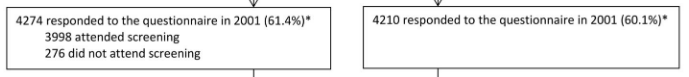 4274 responded to the questionnaire in 2001 (61.4%)*
3998 attended screening
276 did not attend screening
4210 responded to the questionnaire in 2001 (60.1%)*